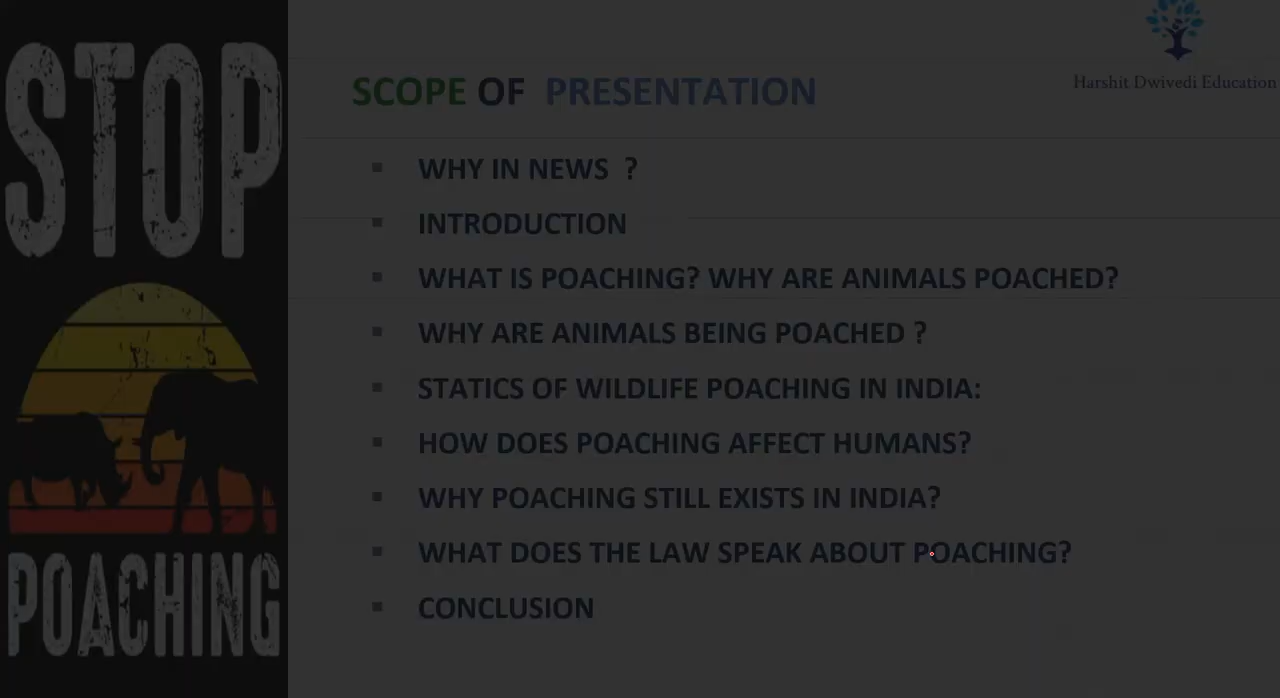 STOP
POACHING
Harshit Dwivedi Education
SCOPE OF PRESENTATION
▪ WHY IN NEWS ?
▪ INTRODUCTION
▪ WHAT IS POACHING? WHY ARE ANIMALS POACHED?
▪ WHY ARE ANIMALS BEING POACHED ?
▪ STATICS OF WILDLIFE POACHING IN INDIA:
▪ HOW DOES POACHING AFFECT HUMANS?
▪ WHY POACHING STILL EXISTS IN INDIA?
▪ WHAT DOES THE LAW SPEAK ABOUT POACHING?
▪ CONCLUSION